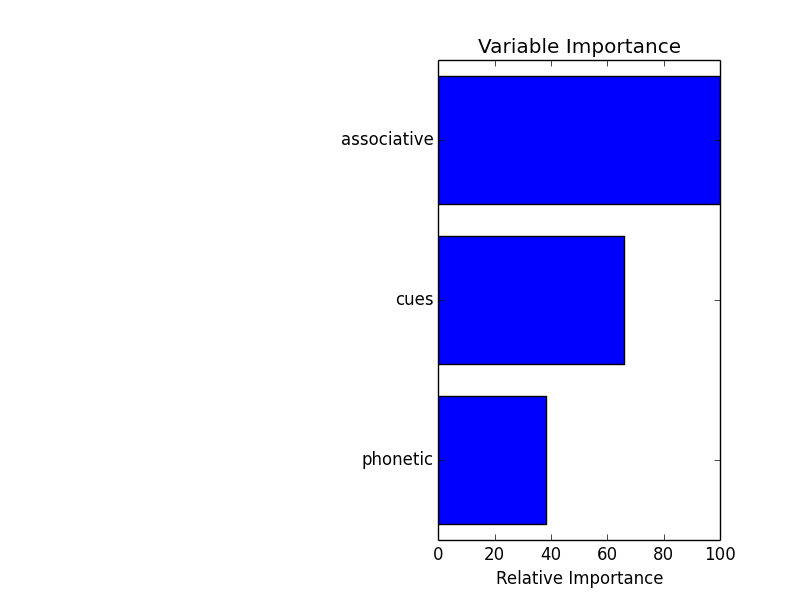 Variable Importance
associative
cues
phonetic
0 20 40 60 80 100
Relative Importance